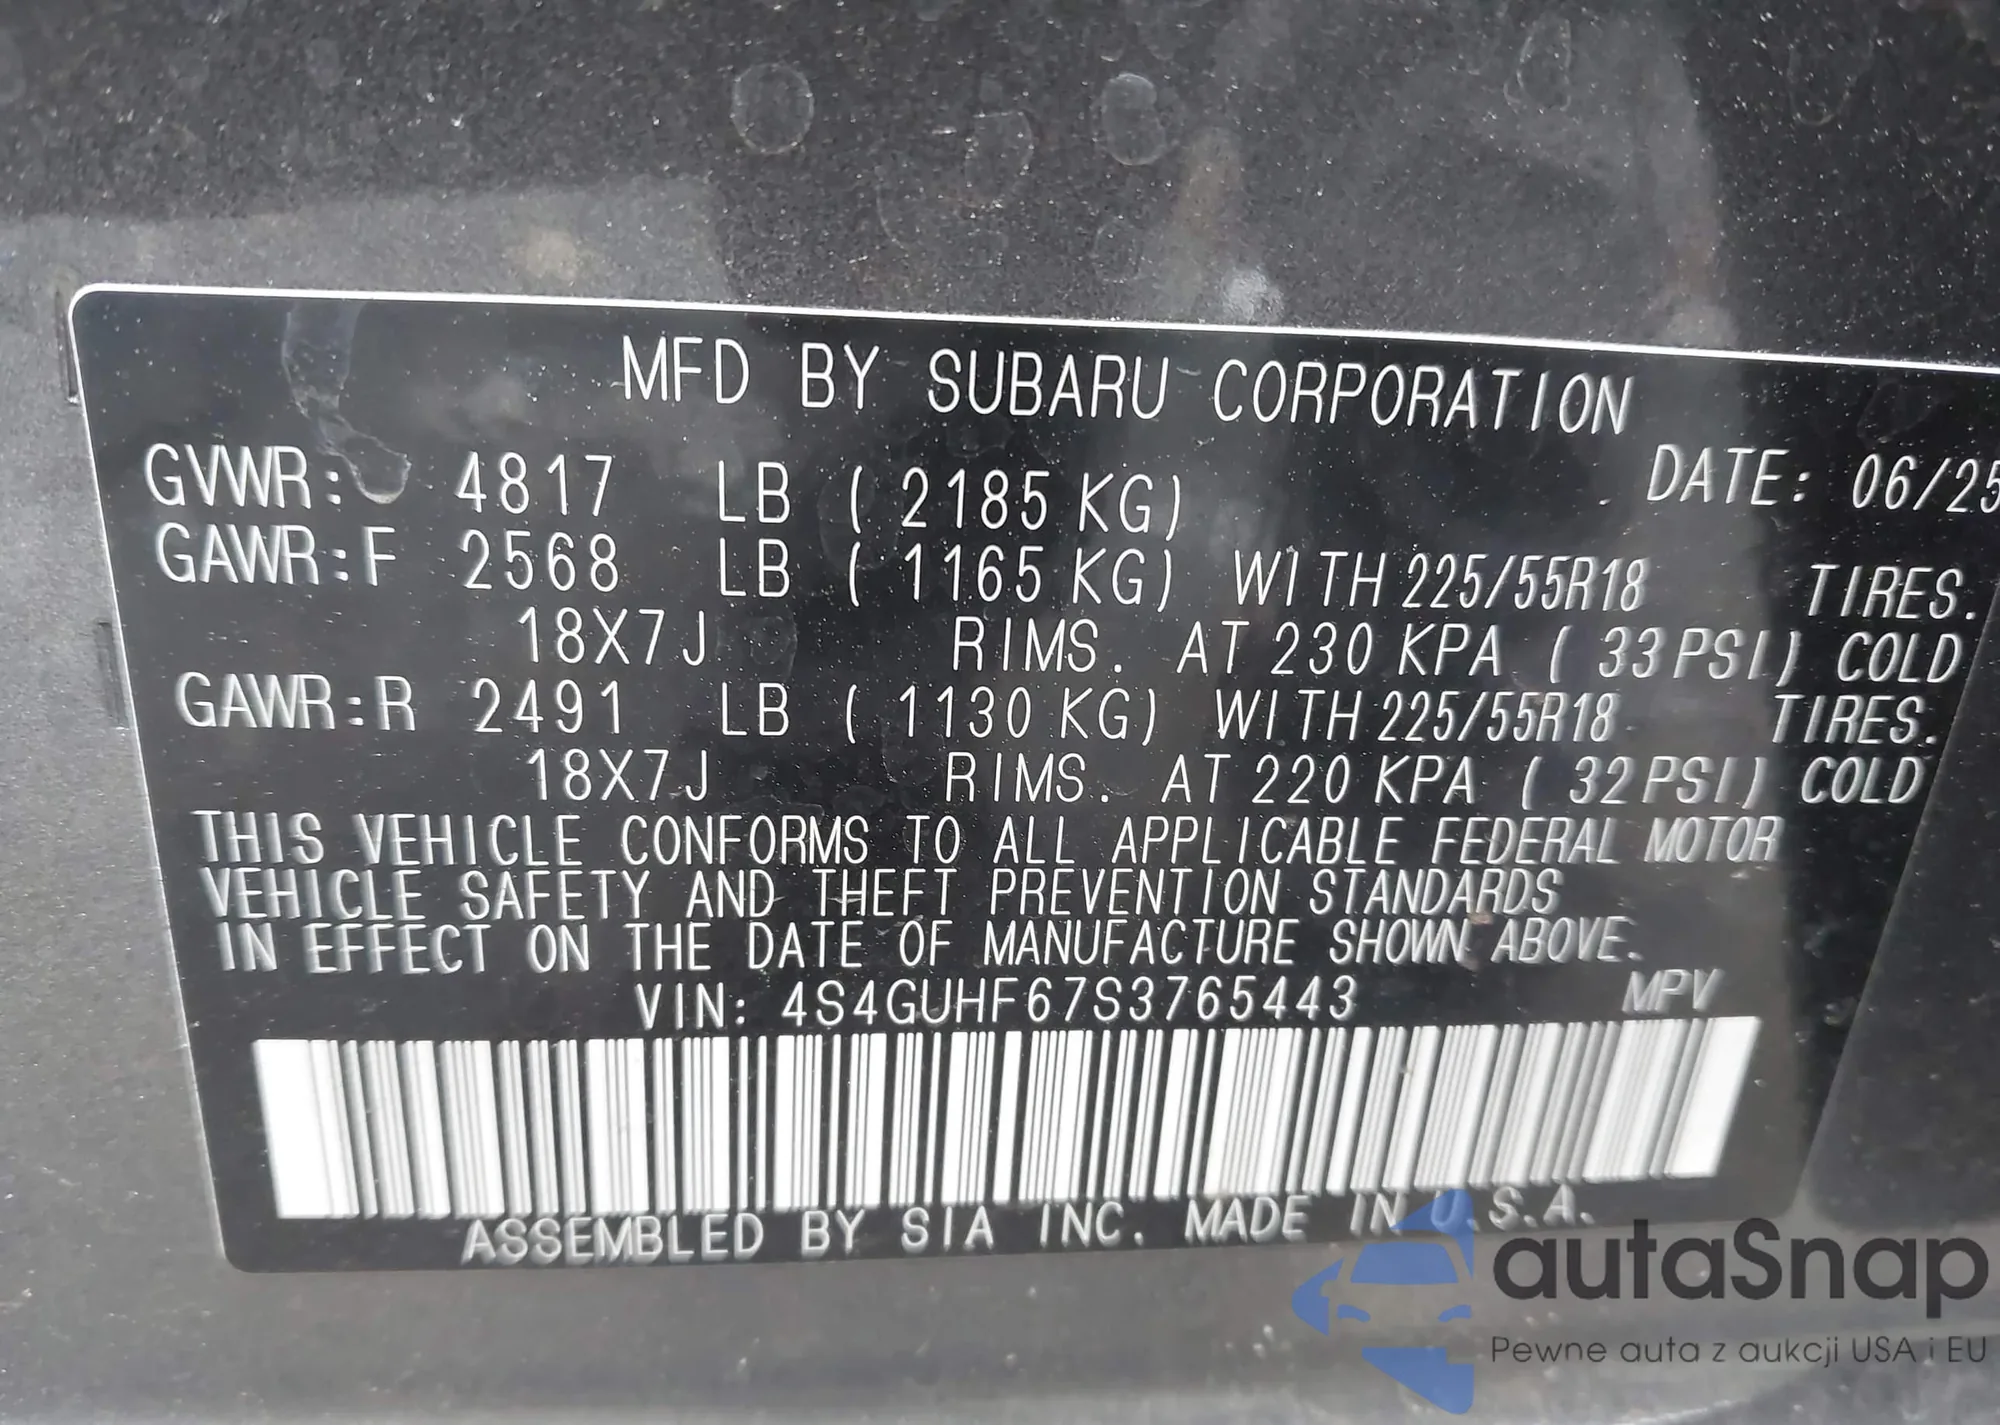 MFD BY SUBARU CORPORATION
GVWR: 4817 LB ( 2185 KG) DATE: 06/25
GAWR:F 2568 LB ( 1165 KG) WITH 225/55R18 TIRES.
18X7J RIMS. AT 230 KPA ( 33PSI) COLD
GAWR:R 2491 LB ( 1130 KG) WITH 225/55R18 TIRES.
18X7J RIMS. AT 220 KPA ( 32PSI) COLD
THIS VEHICLE CONFORMS TO ALL APPLICABLE FEDERAL MOTOR
VEHICLE SAFETY AND THEFT PREVENTION STANDARDS
IN EFFECT ON THE DATE OF MANUFACTURE SHOWN ABOVE.
VIN: 4S4GUHF67S3765443 MPV
ASSEMBLED BY SIA INC. MADE IN U.S.A.
autaSnap
Pewne auta z aukcji USA i EU